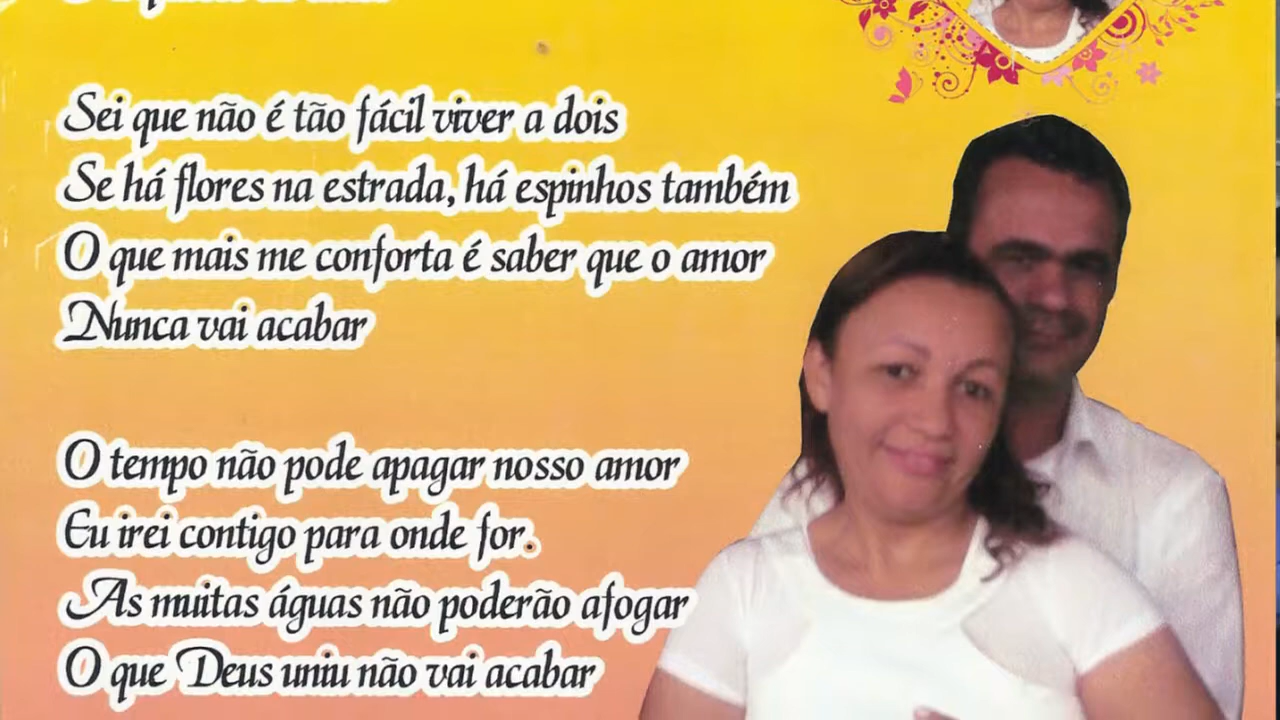 Sei que não é tão fácil viver a dois
Se há flores na estrada, há espinhos também
O que mais me conforta é saber que o amor
Nunca vai acabar
O tempo não pode apagar nosso amor
Eu irei contigo para onde for.
As muitas águas não poderão afogar
O que Deus uniu não vai acabar